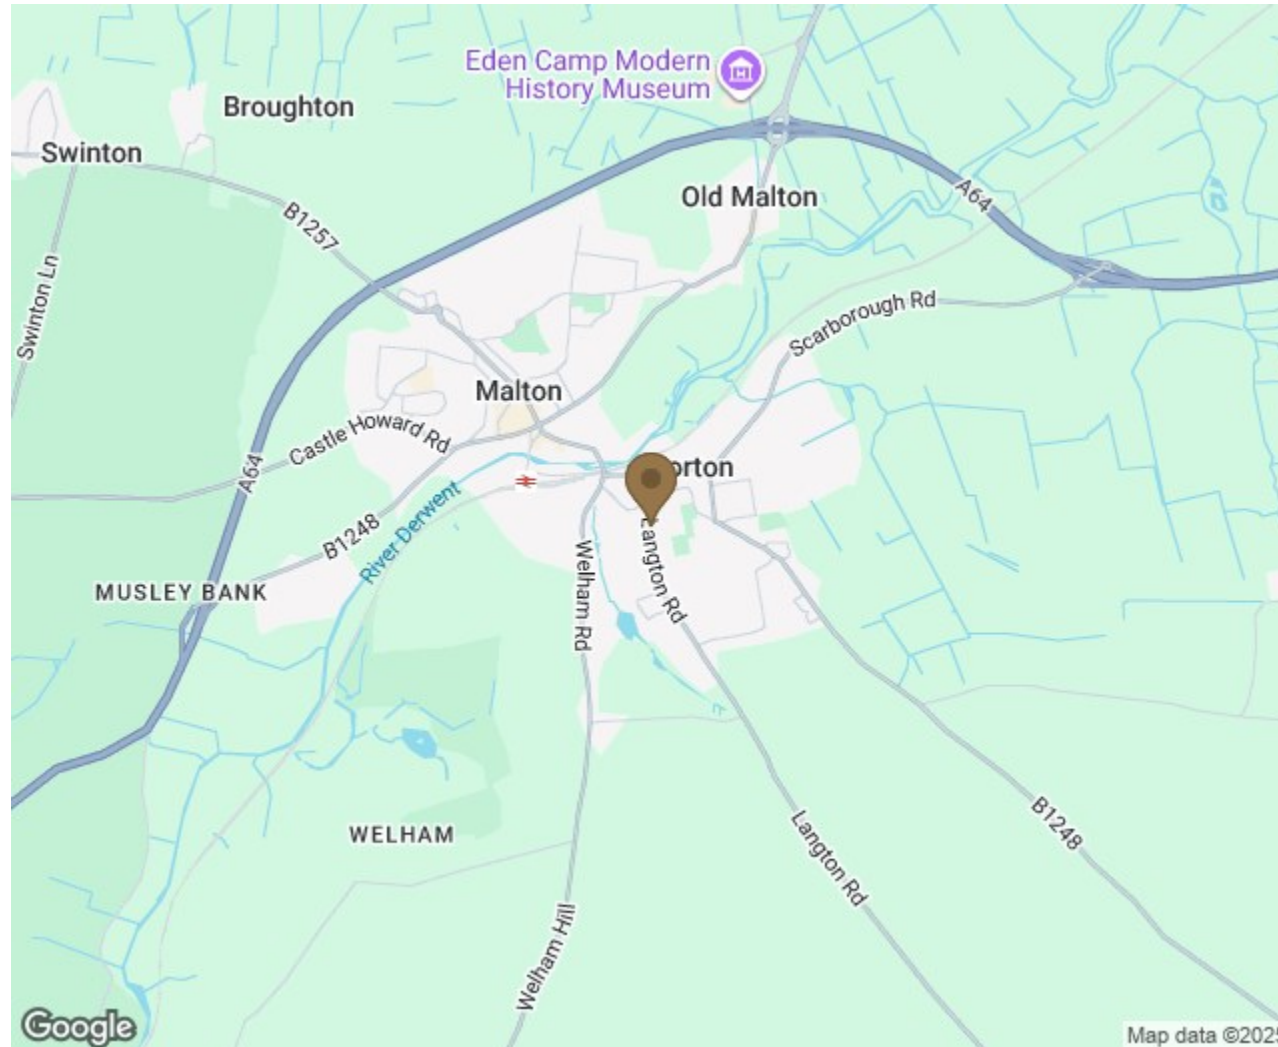 Eden Camp Modern
History Museum
Broughton
Swinton
Old Malton
A64
B1257
Swinton Ln
Scarborough Rd
Malton
Castle Howard Rd
A64
orton
B1248
River Derwent
Langton Rd
Welham Rd
MUSLEY BANK
WELHAM
Langton Rd
B1248
Welham Hill
Google
Map data ©2025